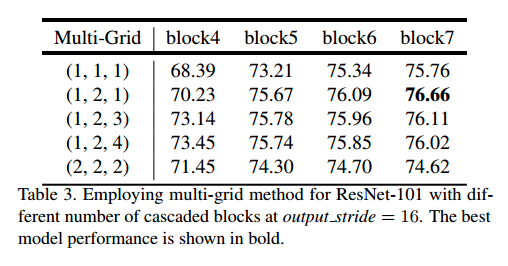 Multi-Grid block4 block5 block6 block7
(1, 1, 1) 68.39 73.21 75.34 75.76
(1, 2, 1) 70.23 75.67 76.09 76.66
(1, 2, 3) 73.14 75.78 75.96 76.11
(1, 2, 4) 73.45 75.74 75.85 76.02
(2, 2, 2) 71.45 74.30 74.70 74.62
Table 3. Employing multi-grid method for ResNet-101 with dif-
ferent number of cascaded blocks at output_stride = 16. The best
model performance is shown in bold.